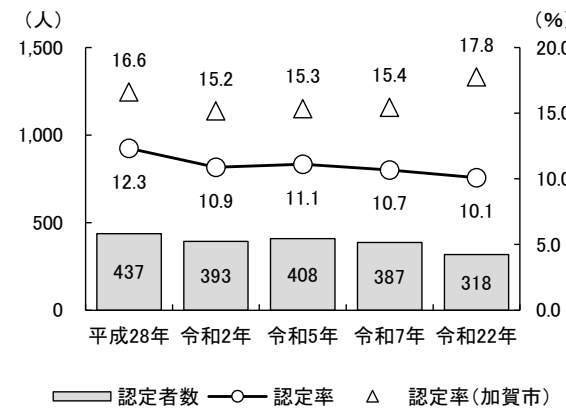 （人） （%）
1,500 20.0
16.6 15.2 15.3 15.4 17.8
1,000 15.0
12.3 10.9 11.1 10.7 10.1
10.0
500 5.0
437 393 408 387 318
0 0.0
平成28年 令和2年 令和5年 令和7年 令和22年
認定者数 認定率 認定率（加賀市）